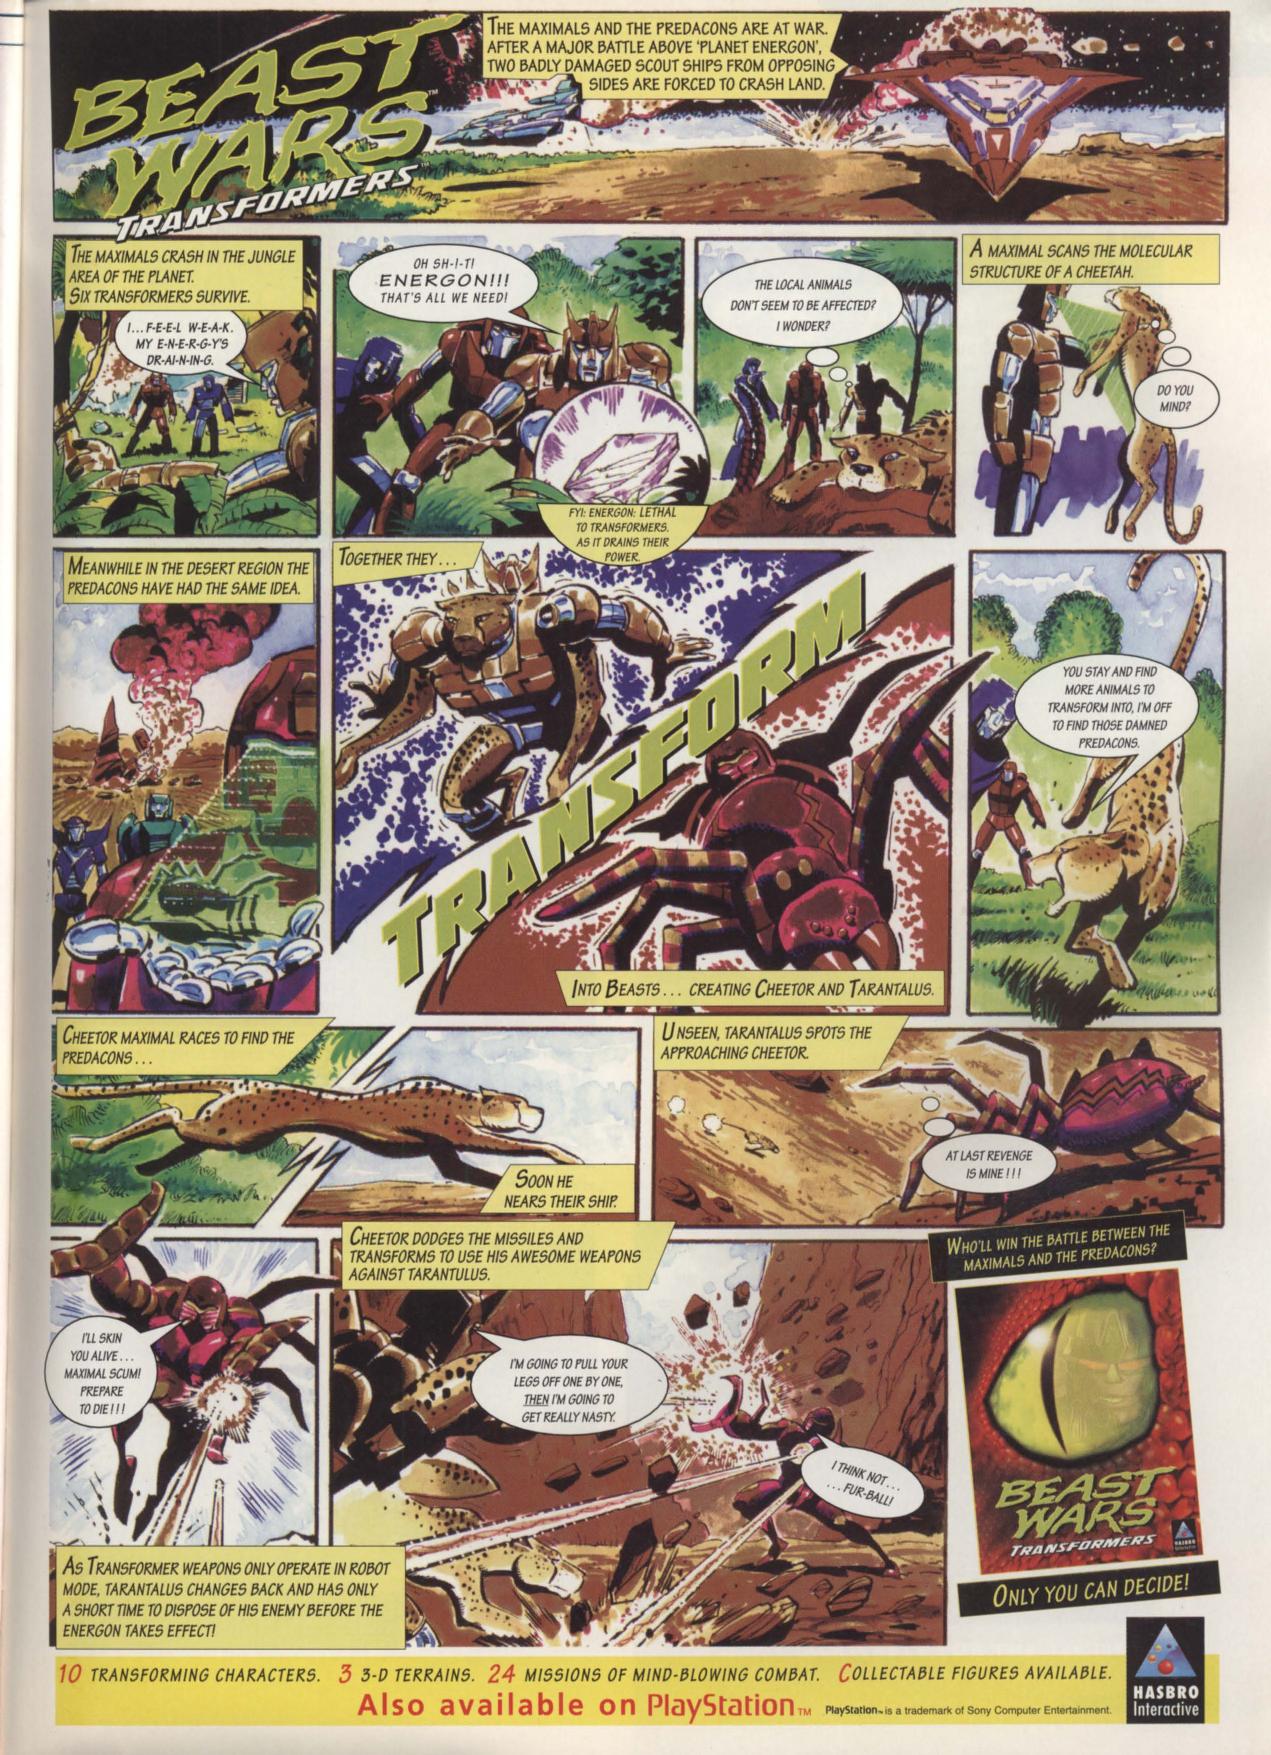 BEAST
WARS™
TRANSFORMERS™
THE MAXIMALS AND THE PREDACONS ARE AT WAR.
AFTER A MAJOR BATTLE ABOVE 'PLANET ENERGON',
TWO BADLY DAMAGED SCOUT SHIPS FROM OPPOSING
SIDES ARE FORCED TO CRASH LAND.
THE MAXIMALS CRASH IN THE JUNGLE
AREA OF THE PLANET.
SIX TRANSFORMERS SURVIVE.
I... F-E-E-L W-E-A-K.
MY E-N-E-R-G-Y'S
DR-AI-N-IN-G.
OH SH-I-T!
ENERGON!!!
THAT'S ALL WE NEED!
FYI: ENERGON: LETHAL
TO TRANSFORMERS.
AS IT DRAINS THEIR
POWER.
THE LOCAL ANIMALS
DON'T SEEM TO BE AFFECTED?
I WONDER?
A MAXIMAL SCANS THE MOLECULAR
STRUCTURE OF A CHEETAH.
DO YOU
MIND?
MEANWHILE IN THE DESERT REGION THE
PREDACONS HAVE HAD THE SAME IDEA.
TOGETHER THEY...
TRANSFORM
INTO BEASTS... CREATING CHEETOR AND TARANTALUS.
YOU STAY AND FIND
MORE ANIMALS TO
TRANSFORM INTO, I'M OFF
TO FIND THOSE DAMNED
PREDACONS.
CHEETOR MAXIMAL RACES TO FIND THE
PREDACONS...
SOON HE
NEARS THEIR SHIP.
UNSEEN, TARANTALUS SPOTS THE
APPROACHING CHEETOR.
AT LAST REVENGE
IS MINE!!!
I'LL SKIN
YOU ALIVE...
MAXIMAL SCUM!
PREPARE
TO DIE!!!
AS TRANSFORMER WEAPONS ONLY OPERATE IN ROBOT
MODE, TARANTALUS CHANGES BACK AND HAS ONLY
A SHORT TIME TO DISPOSE OF HIS ENEMY BEFORE THE
ENERGON TAKES EFFECT!
CHEETOR DODGES THE MISSILES AND
TRANSFORMS TO USE HIS AWESOME WEAPONS
AGAINST TARANTULUS.
I'M GOING TO PULL YOUR
LEGS OFF ONE BY ONE,
THEN I'M GOING TO
GET REALLY NASTY.
I THINK NOT...
...FUR-BALL!
WHO'LL WIN THE BATTLE BETWEEN THE
MAXIMALS AND THE PREDACONS?
BEAST
WARS
TRANSFORMERS
HASBRO
Interactive
ONLY YOU CAN DECIDE!
10 TRANSFORMING CHARACTERS. 3 3-D TERRAINS. 24 MISSIONS OF MIND-BLOWING COMBAT. COLLECTABLE FIGURES AVAILABLE.
Also available on PlayStation™ PlayStation™ is a trademark of Sony Computer Entertainment.
HASBRO
Interactive